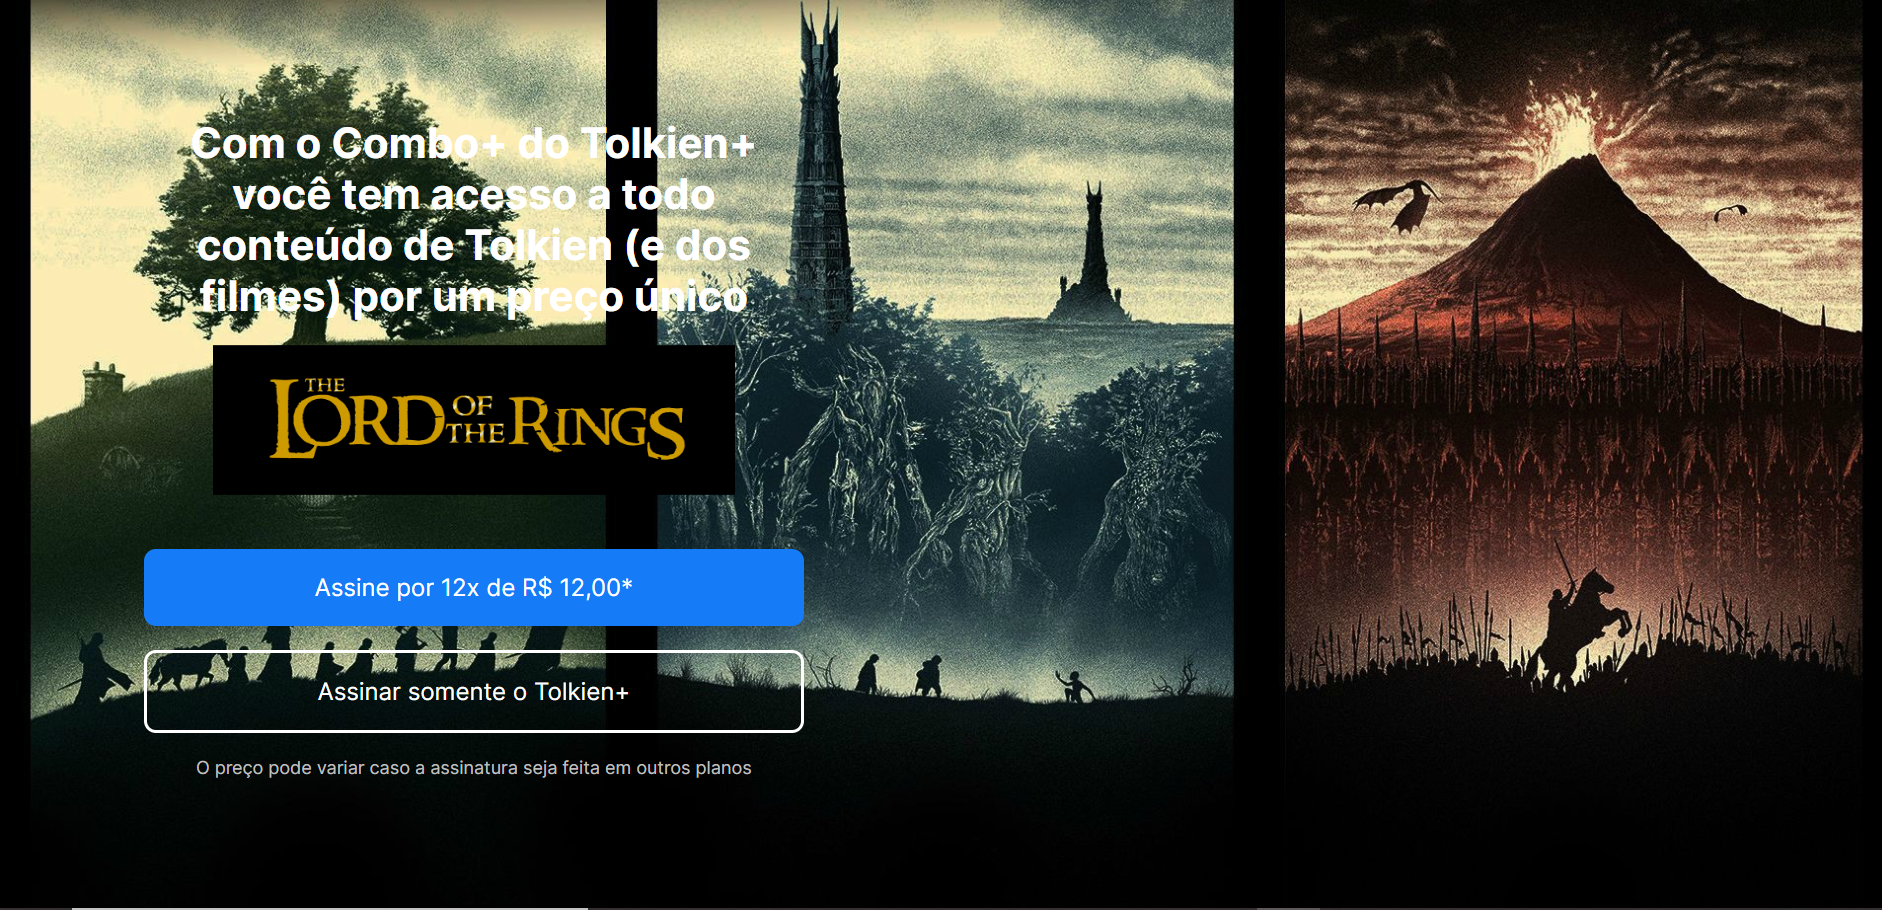 Com o Combo+ do Tolkien+
você tem acesso a todo
conteúdo de Tolkien (e dos
filmes) por um preço único
THE LORD OF THE RINGS
Assine por 12x de R$ 12,00*
Assinar somente o Tolkien+
O preço pode variar caso a assinatura seja feita em outros planos